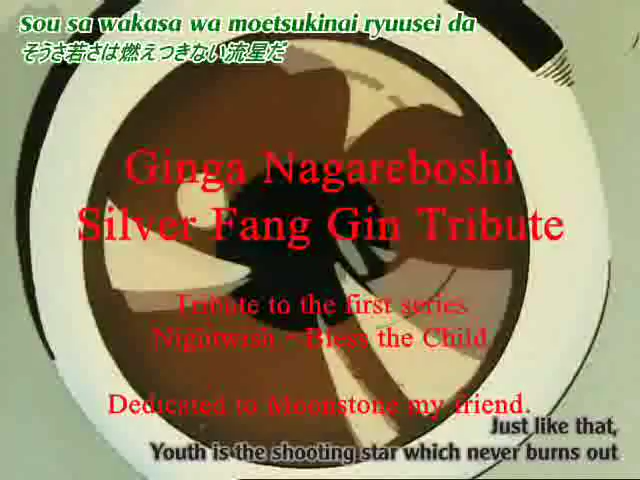 Sou sa wakasa wa moetsukinai ryuusei da
そうさ若さは燃えつきない流星だ
Ginga Nagareboshi
Silver Fang Gin Tribute
Tribute to the first series
Nightwish - Bless the Child
Dedicated to Moonstone my friend.
Just like that,
Youth is the shooting star which never burns out